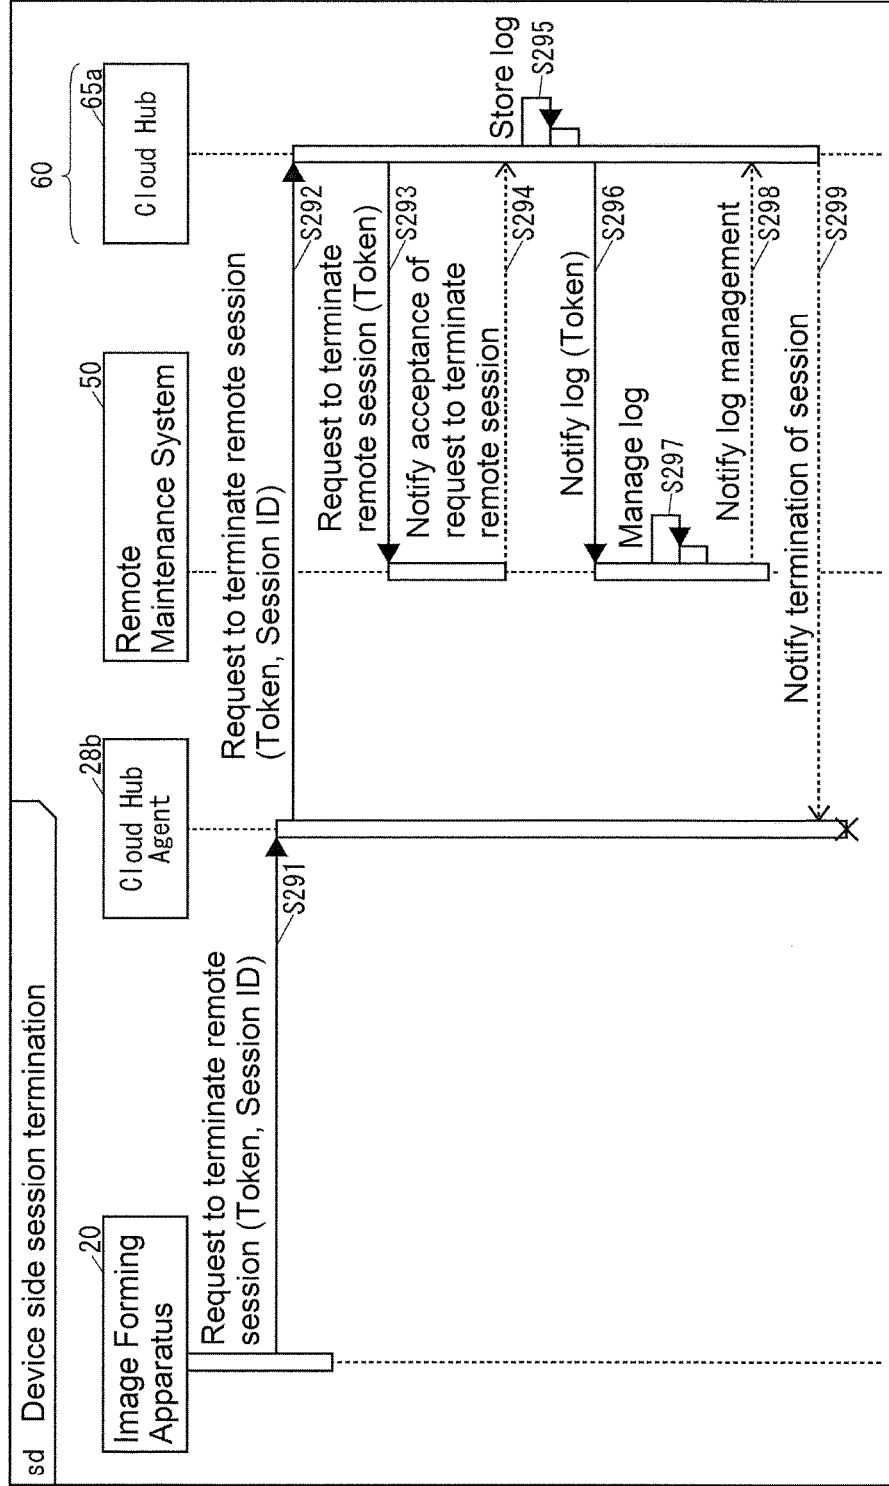 sd Device side session termination
20
Image Forming
Apparatus
28b
Cloud Hub
Agent
50
Remote
Maintenance System
60
65a
Cloud Hub
Request to terminate remote
session (Token, Session ID)
S291
Request to terminate remote session
(Token, Session ID)
S292
Request to terminate
remote session (Token)
S293
Notify acceptance of
request to terminate
remote session
S294
Store log
S295
Notify log (Token)
S296
Manage log
S297
Notify log management
S298
Notify termination of session
S299